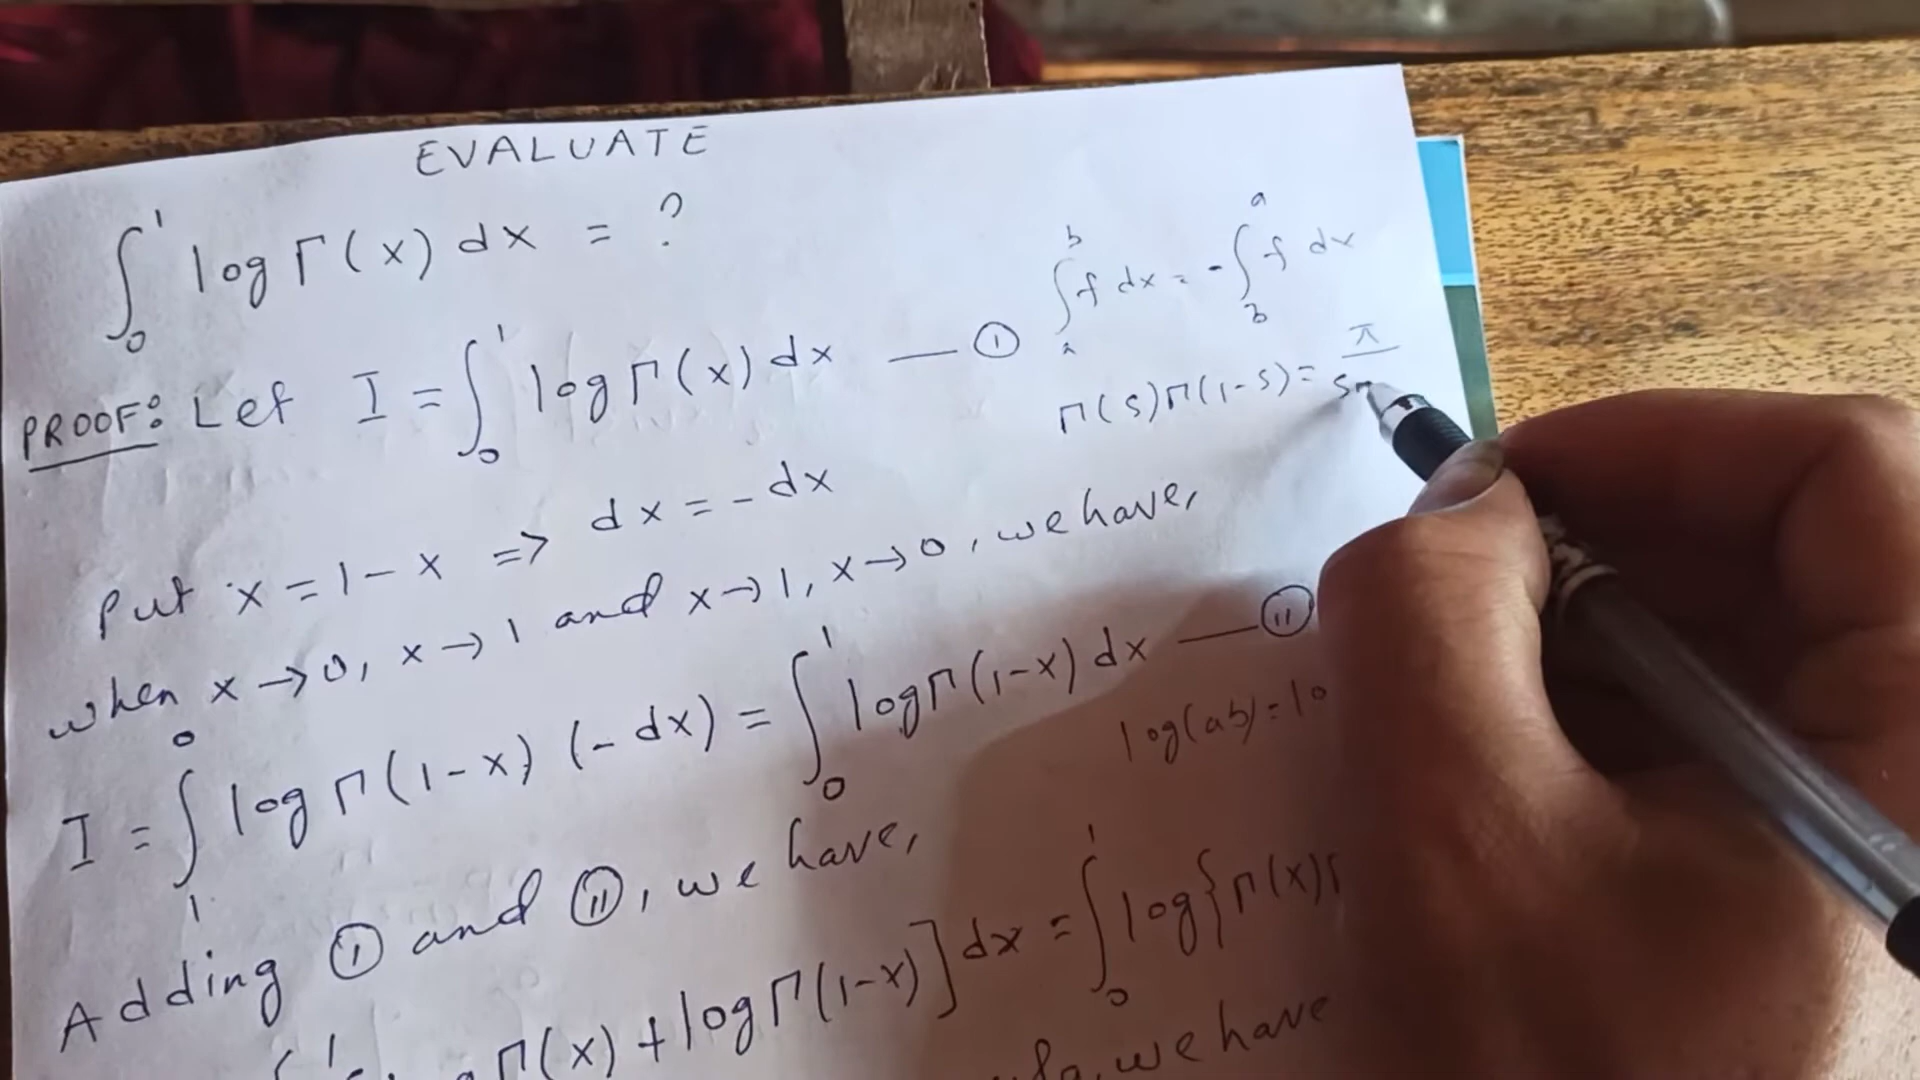 EVALUATE
∫₀¹ log Γ(x) dx = ?
∫ₐᵇ f dx = -∫_bᵃ f dx
PROOF: Let I = ∫₀¹ log Γ(x) dx — ①
Γ(s)Γ(1-s) = π/
Put x = 1-x => dx = -dx
when x→0, x→1 and x→1, x→0, we have,
I = ∫₁⁰ log Γ(1-x) (-dx) = ∫₀¹ log Γ(1-x) dx — ⑪
log(ab) = lo
Adding ① and ⑪, we have,
Γ(x) + log Γ(1-x)] dx = ∫₀¹ log{Γ(x)Γ
, we have